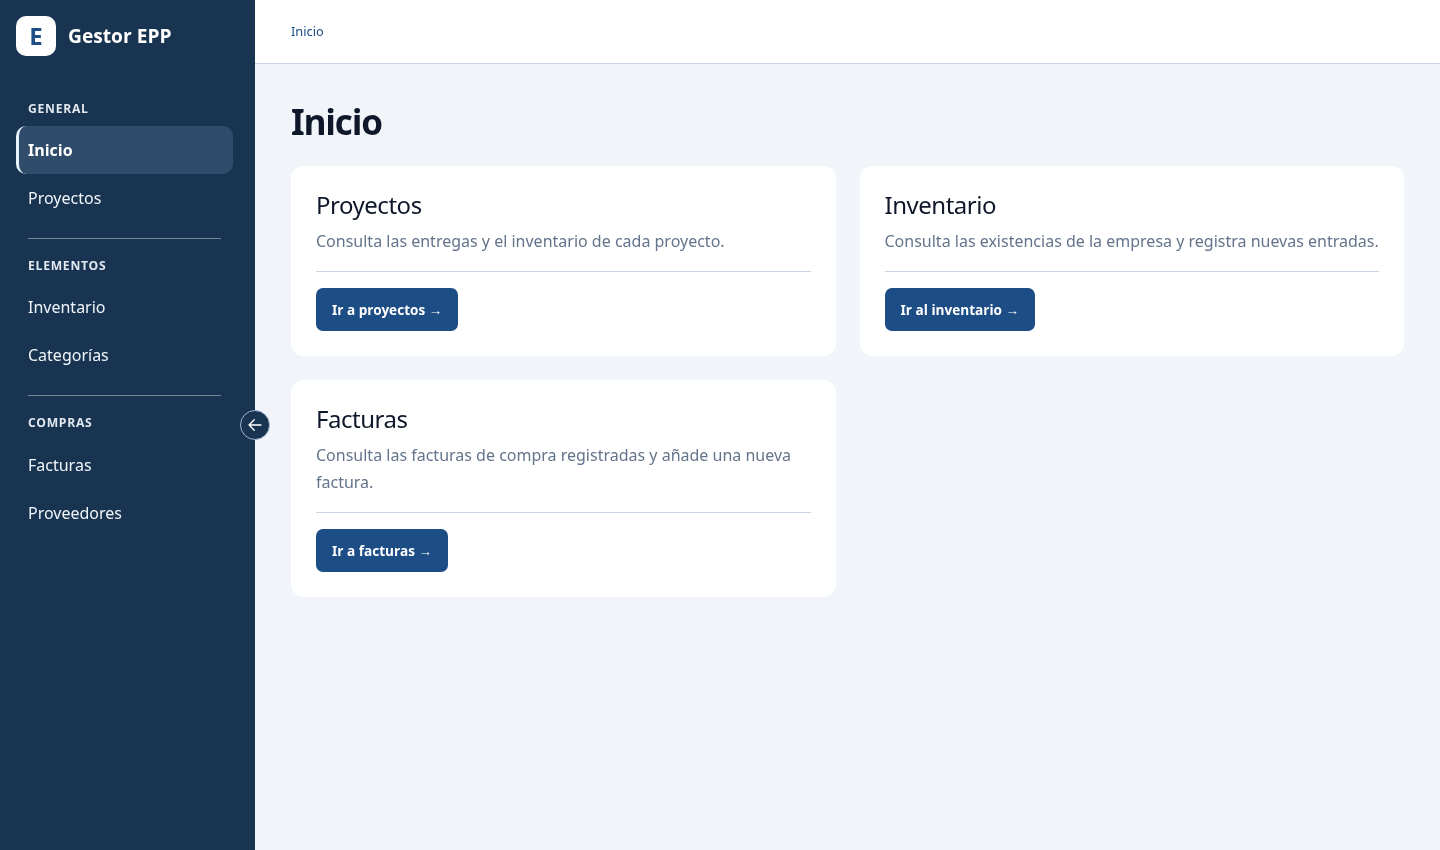 E
Gestor EPP
GENERAL
Inicio
Proyectos
ELEMENTOS
Inventario
Categorías
COMPRAS
Facturas
Proveedores
Inicio
Inicio
Proyectos
Consulta las entregas y el inventario de cada proyecto.
Ir a proyectos →
Inventario
Consulta las existencias de la empresa y registra nuevas entradas.
Ir al inventario →
Facturas
Consulta las facturas de compra registradas y añade una nueva
factura.
Ir a facturas →